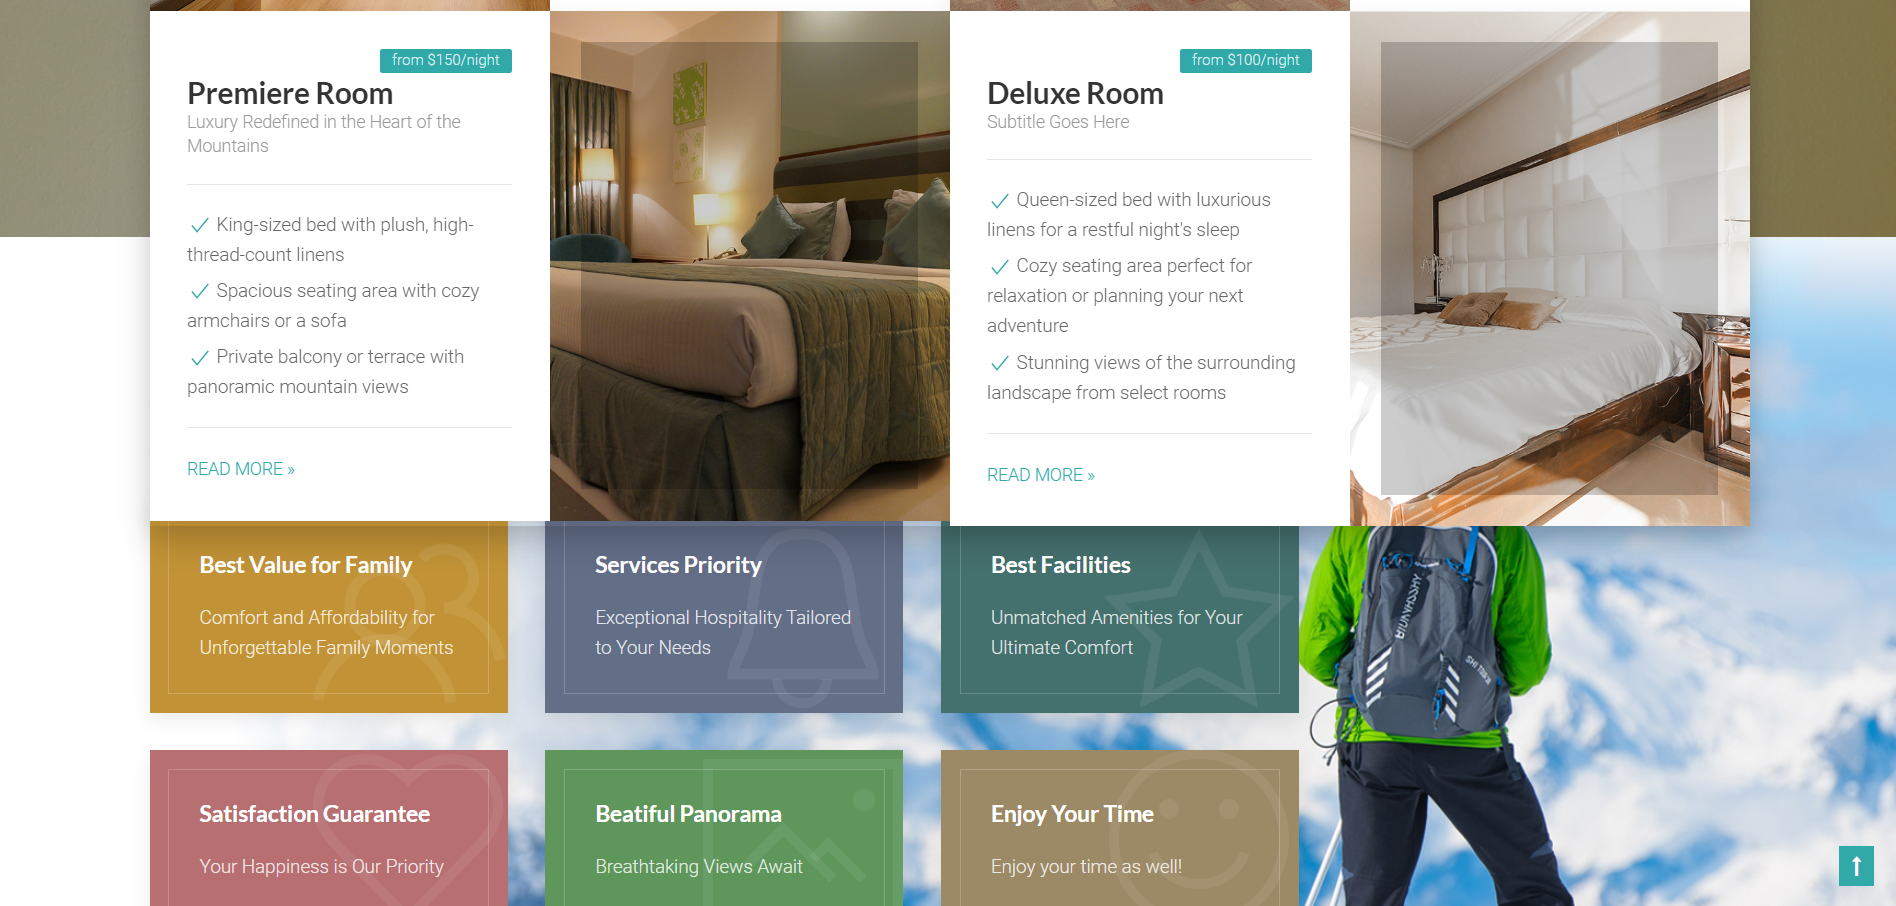 from $150/night
Premiere Room
Luxury Redefined in the Heart of the
Mountains
King-sized bed with plush, high-
thread-count linens
Spacious seating area with cozy
armchairs or a sofa
Private balcony or terrace with
panoramic mountain views
READ MORE »
from $100/night
Deluxe Room
Subtitle Goes Here
Queen-sized bed with luxurious
linens for a restful night's sleep
Cozy seating area perfect for
relaxation or planning your next
adventure
Stunning views of the surrounding
landscape from select rooms
READ MORE »
Best Value for Family
Comfort and Affordability for
Unforgettable Family Moments
Services Priority
Exceptional Hospitality Tailored
to Your Needs
Best Facilities
Unmatched Amenities for Your
Ultimate Comfort
Satisfaction Guarantee
Your Happiness is Our Priority
Beatiful Panorama
Breathtaking Views Await
Enjoy Your Time
Enjoy your time as well!